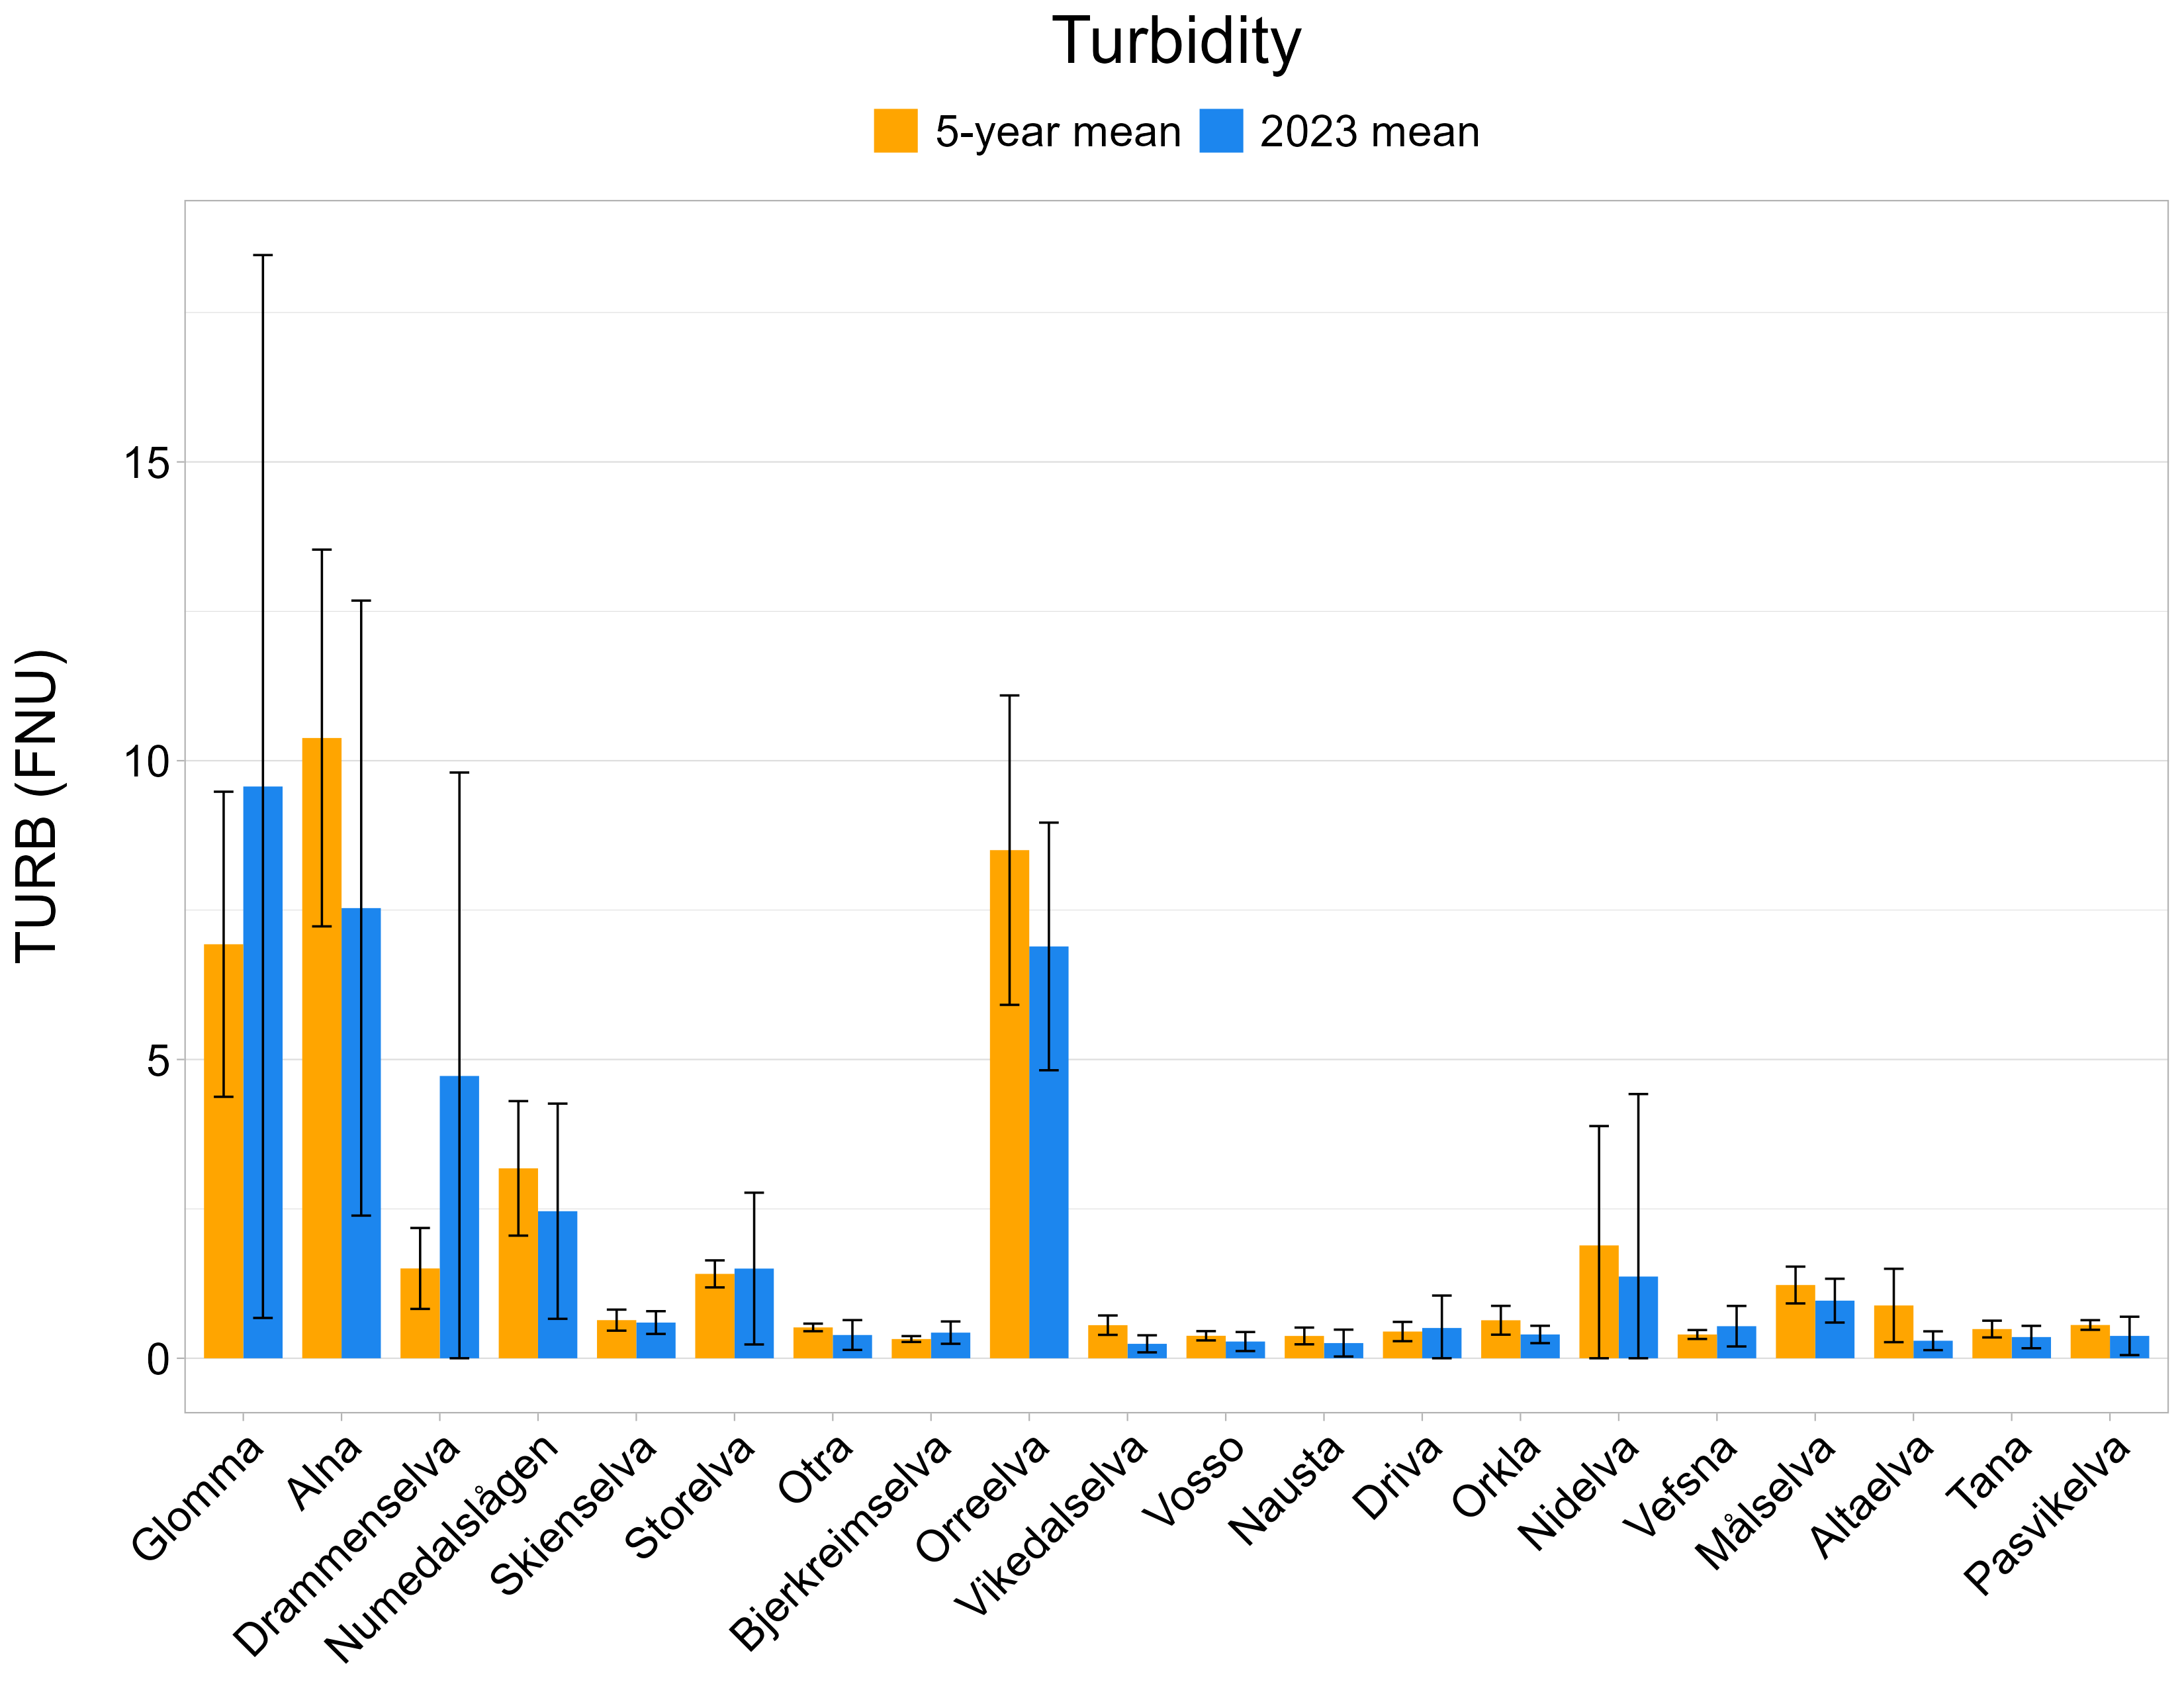 Turbidity
5-year mean 2023 mean
TURB (FNU)
15
10
5
0
Glomma
Alna
Drammenselva
Numedalslågen
Skienselva
Storelva
Otra
Bjerkreimselva
Orreelva
Vikedalselva
Vosso
Nausta
Driva
Orkla
Nidelva
Vefsna
Målselva
Altaelva
Tana
Pasvikelva